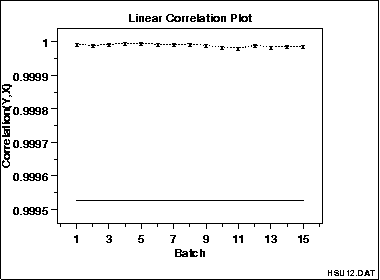 Linear Correlation Plot
Correlation(Y,X)
1
0.9999
0.9998
0.9997
0.9996
0.9995
1 3 5 7 9 11 13 15
Batch
HSU12.DAT